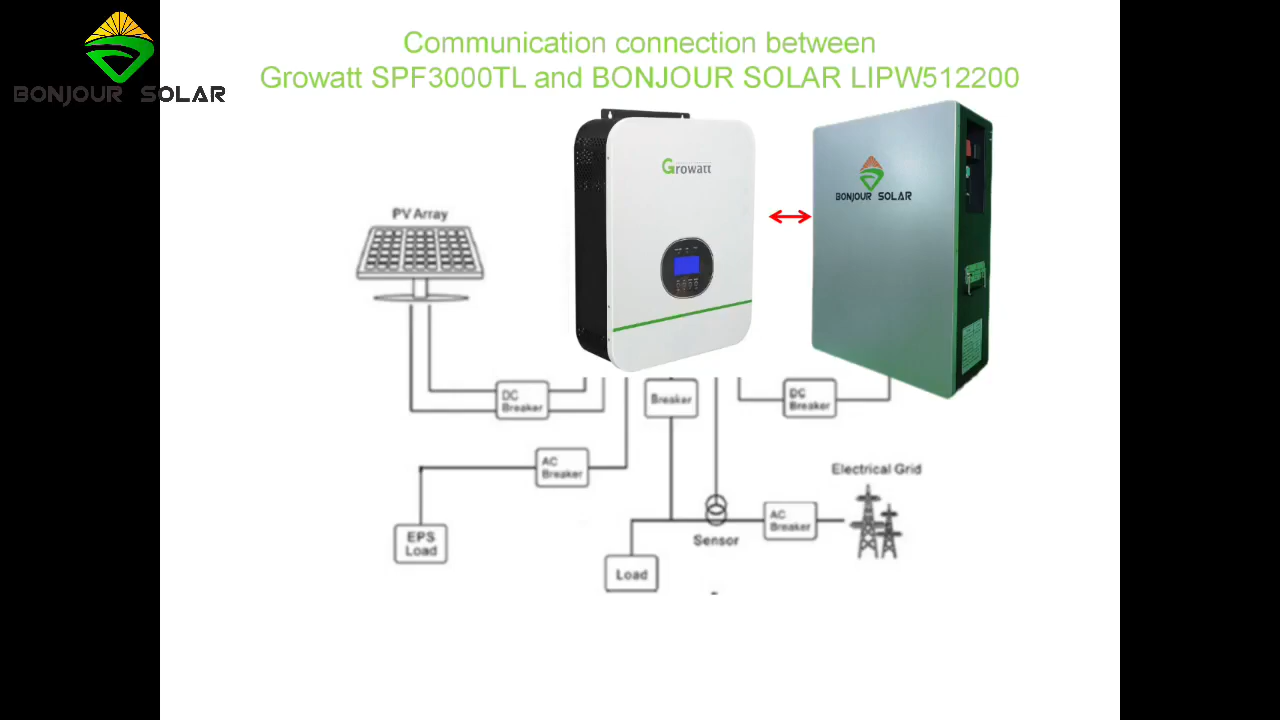 BONJOUR SOLAR
Communication connection between
Growatt SPF3000TL and BONJOUR SOLAR LIPW512200
Growatt
BONJOUR SOLAR
PV Array
DC
Breaker
Breaker
DC
Breaker
AC
Breaker
Electrical Grid
EPS
Load
Sensor
AC
Breaker
Load